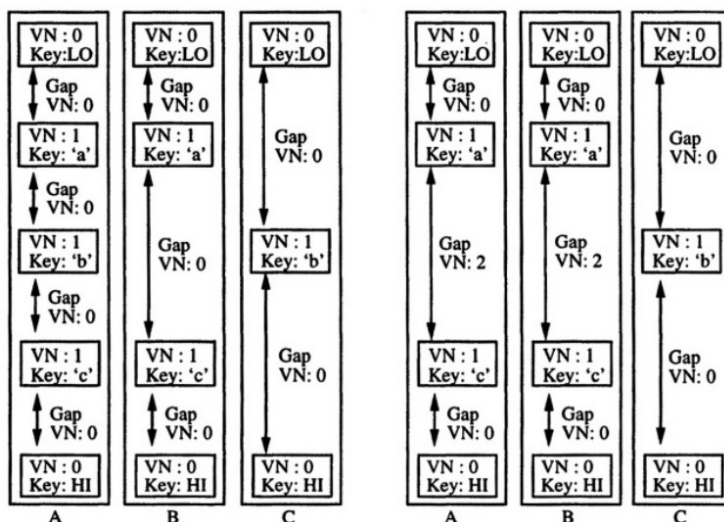 VN : 0
Key:LO
Gap
VN: 0
VN : 1
Key: 'a'
Gap
VN: 0
VN : 1
Key: 'b'
Gap
VN: 0
VN : 1
Key: 'c'
Gap
VN: 0
VN : 0
Key: HI
A
VN : 0
Key:LO
Gap
VN: 0
VN : 1
Key: 'a'
Gap
VN: 0
VN : 1
Key: 'c'
Gap
VN: 0
VN : 0
Key: HI
B
VN : 0
Key:LO
Gap
VN: 0
VN : 1
Key: 'b'
Gap
VN: 0
VN : 0
Key: HI
C
VN : 0
Key:LO
Gap
VN: 0
VN : 1
Key: 'a'
Gap
VN: 2
VN : 1
Key: 'c'
Gap
VN: 0
VN : 0
Key: HI
A
VN : 0
Key:LO
Gap
VN: 0
VN : 1
Key: 'a'
Gap
VN: 2
VN : 1
Key: 'c'
Gap
VN: 0
VN : 0
Key: HI
B
VN : 0
Key:LO
Gap
VN: 0
VN : 1
Key: 'b'
Gap
VN: 0
VN : 0
Key: HI
C